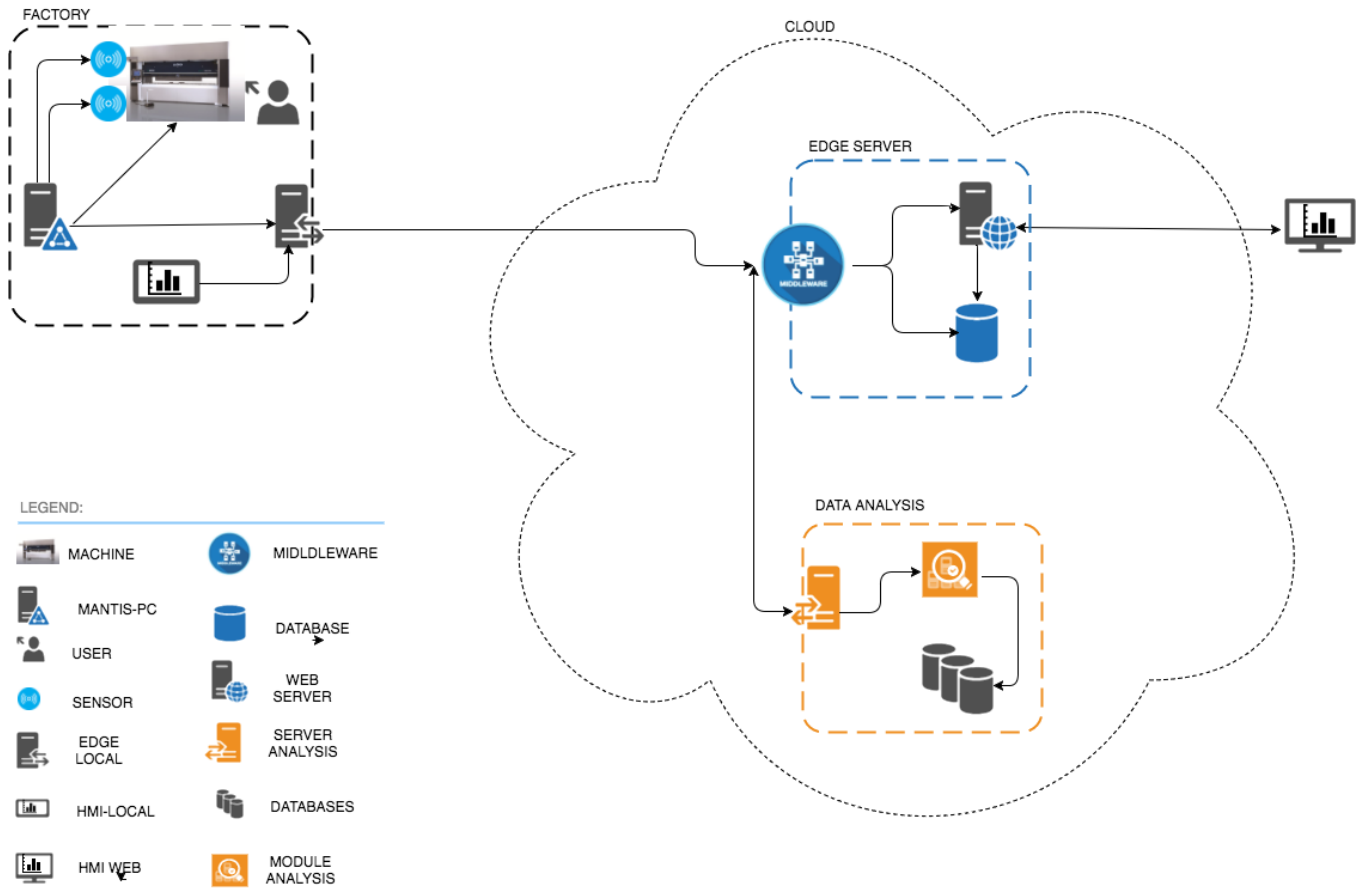 FACTORY
CLOUD
EDGE SERVER
MIDDLEWARE
DATA ANALYSIS
LEGEND:
MACHINE
MIDLDLEWARE
MANTIS-PC
DATABASE
USER
WEB
SERVER
SENSOR
SERVER
ANALYSIS
EDGE
LOCAL
HMI-LOCAL
DATABASES
HMI WEB
MODULE
ANALYSIS